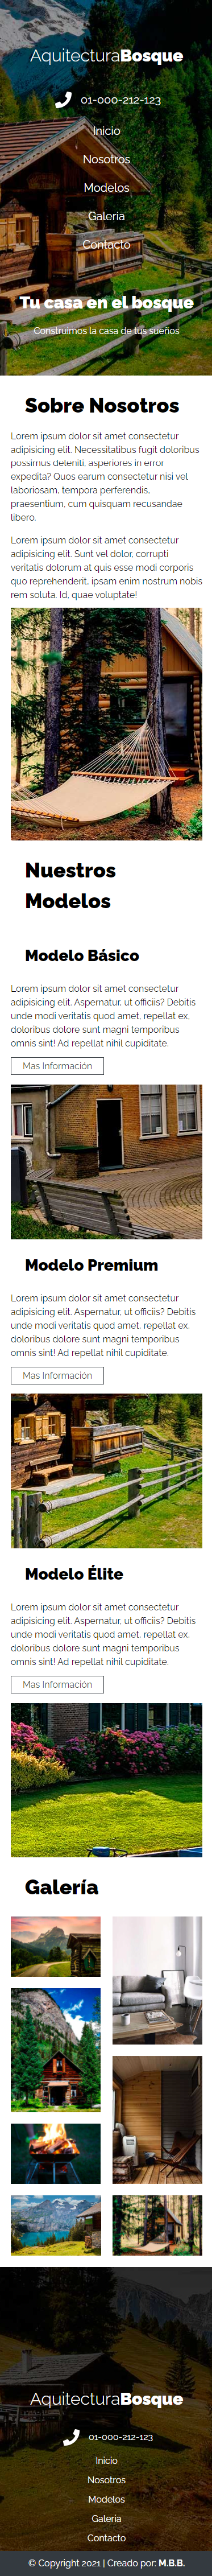 AquitecturaBosque
01-000-212-123
Inicio
Nosotros
Modelos
Galeria
Contacto
Tu casa en el bosque
Construimos la casa de tus sueños
Sobre Nosotros
Lorem ipsum dolor sit amet consectetur
adipisicing elit. Necessitatibus fugit doloribus
possimus deleniti, asperiores in error
expedita? Quos earum consectetur nisi vel
laboriosam, tempora perferendis,
praesentium, cum quisquam recusandae
libero.
Lorem ipsum dolor sit amet consectetur
adipisicing elit. Sunt vel dolor, corrupti
veritatis dolorum at quis esse modi corporis
quo reprehenderit, ipsam enim nostrum nobis
rem soluta. Id, quae voluptate!
Nuestros
Modelos
Modelo Básico
Lorem ipsum dolor sit amet consectetur
adipisicing elit. Aspernatur, ut officiis? Debitis
unde modi veritatis quod amet, repellat ex,
doloribus dolore sunt magni temporibus
omnis sint! Ad repellat nihil cupiditate.
Mas Información
Modelo Premium
Lorem ipsum dolor sit amet consectetur
adipisicing elit. Aspernatur, ut officiis? Debitis
unde modi veritatis quod amet, repellat ex,
doloribus dolore sunt magni temporibus
omnis sint! Ad repellat nihil cupiditate.
Mas Información
Modelo Élite
Lorem ipsum dolor sit amet consectetur
adipisicing elit. Aspernatur, ut officiis? Debitis
unde modi veritatis quod amet, repellat ex,
doloribus dolore sunt magni temporibus
omnis sint! Ad repellat nihil cupiditate.
Mas Información
Galería
AquitecturaBosque
01-000-212-123
Inicio
Nosotros
Modelos
Galería
Contacto
© Copyright 2021 | Creado por: M.B.B.